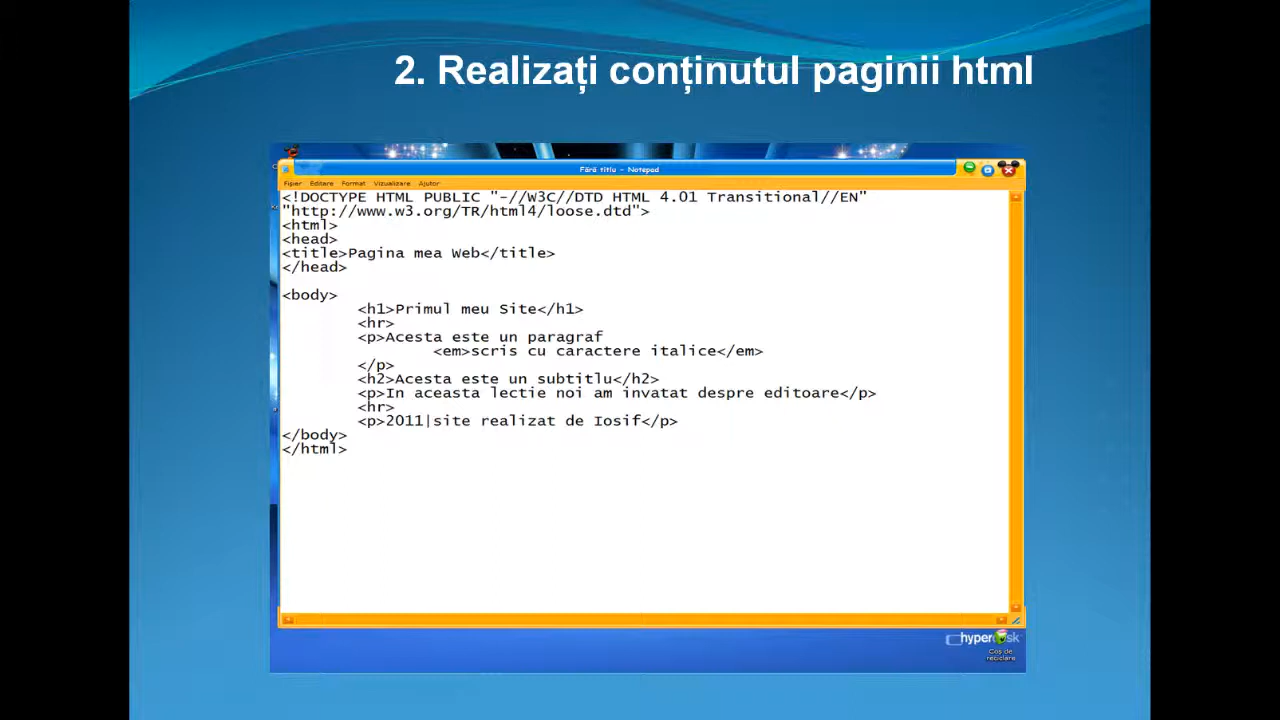 2. Realizați conținutul paginii html
Fără titlu - Notepad
Fișier Editare Format Vizualizare Ajutor
<!DOCTYPE HTML PUBLIC "-//W3C//DTD HTML 4.01 Transitional//EN"
"http://www.w3.org/TR/html4/loose.dtd">
<html>
<head>
<title>Pagina mea Web</title>
</head>
<body>
<h1>Primul meu Site</h1>
<hr>
<p>Acesta este un paragraf
<em>scris cu caractere italice</em>
</p>
<h2>Acesta este un subtitlu</h2>
<p>In aceasta lectie noi am invatat despre editoare</p>
<hr>
<p>2011|site realizat de Iosif</p>
</body>
</html>
Coș de
reciclare